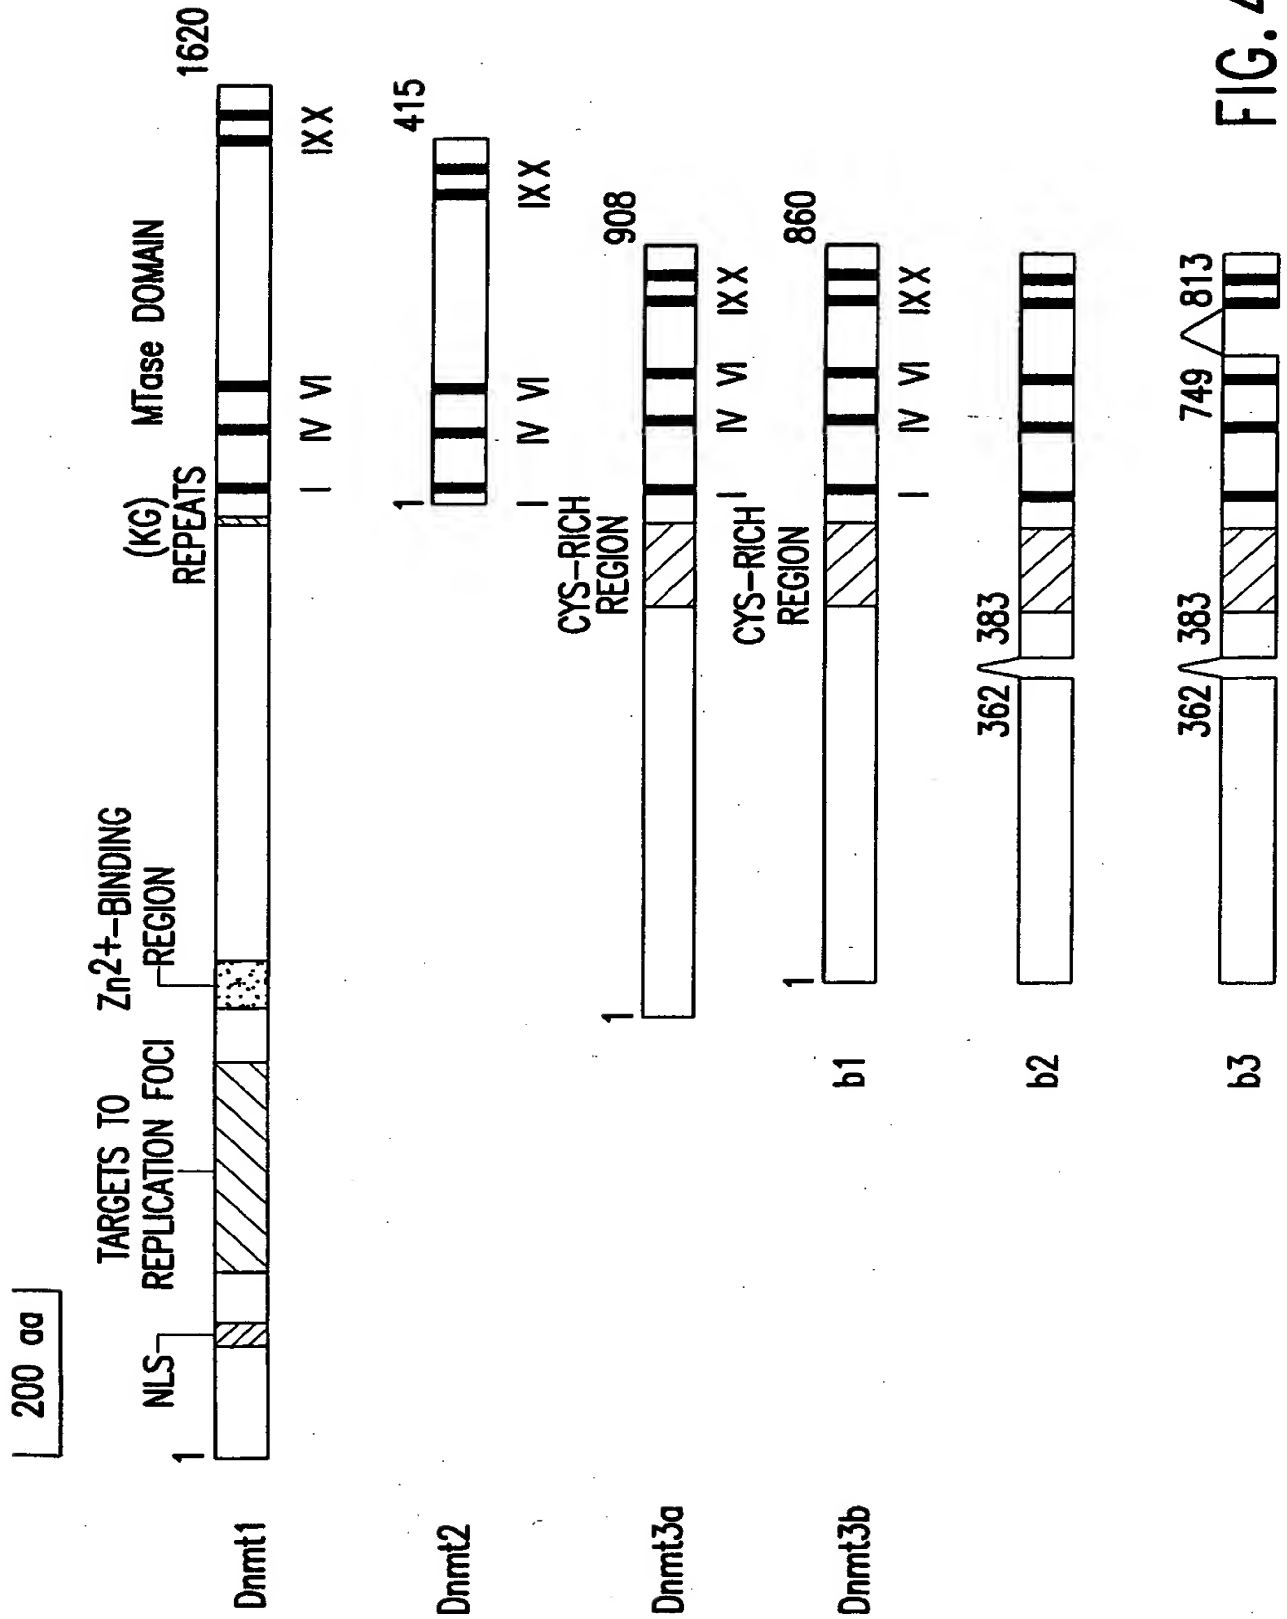 200 aa
TARGETS TO
REPLICATION FOCI
Zn2+-BINDING
REGION
(KG)
REPEATS
MTase DOMAIN
NLS
1
1620
Dnmt1
I IV VI IX X
1
415
Dnmt2
I IV VI IX X
CYS-RICH
REGION
1
908
Dnmt3a
I IV VI IX X
CYS-RICH
REGION
1
860
Dnmt3b
b1
I IV VI IX X
362 383
b2
362 383
749 813
b3
FIG. 4